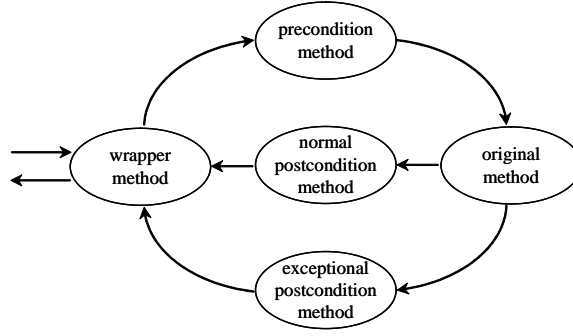 precondition
method
wrapper
method
normal
postcondition
method
original
method
exceptional
postcondition
method